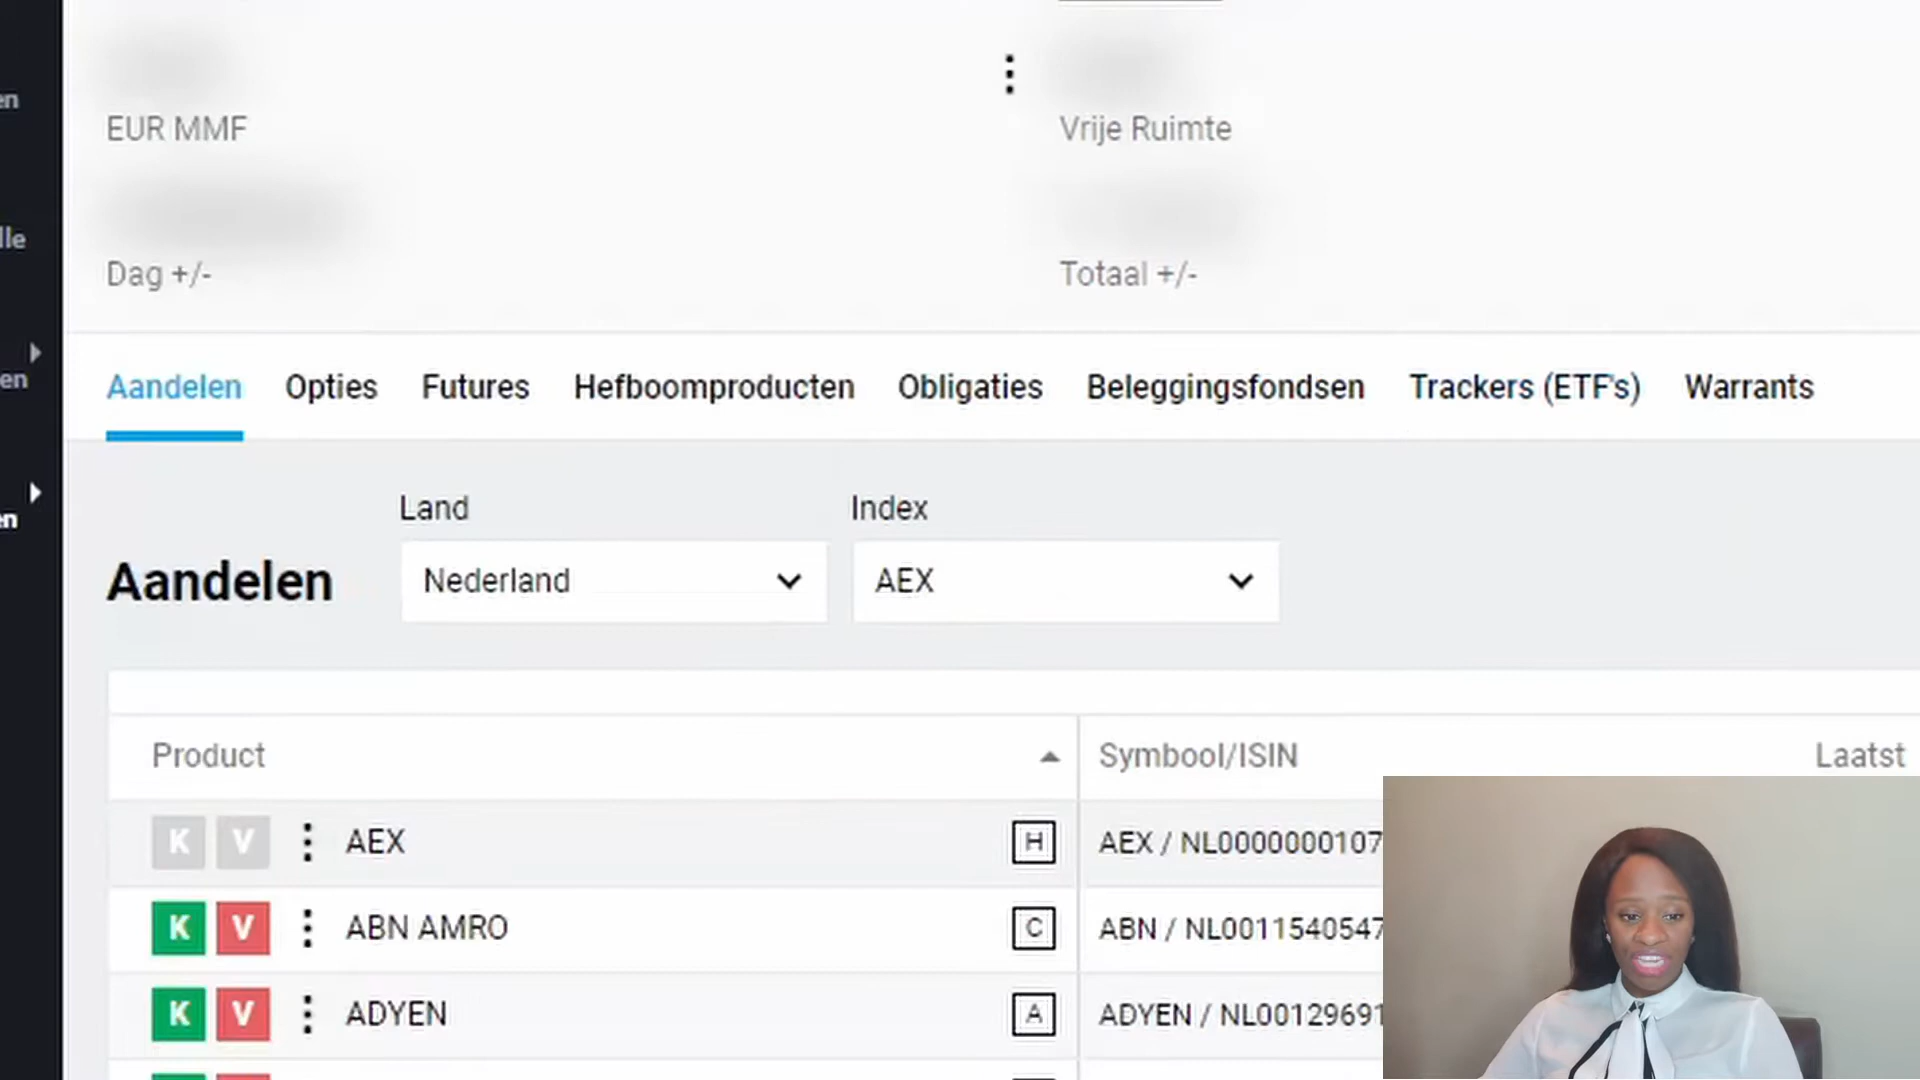 en
EUR MMF
Vrije Ruimte
lle
Dag +/-
Totaal +/-
en
Aandelen Opties Futures Hefboomproducten Obligaties Beleggingsfondsen Trackers (ETF's) Warrants
en
Land Index
Aandelen Nederland AEX
Product Symbool/ISIN Laatst
K V AEX H AEX / NL0000000107
K V ABN AMRO C ABN / NL0011540547
K V ADYEN A ADYEN / NL00129691